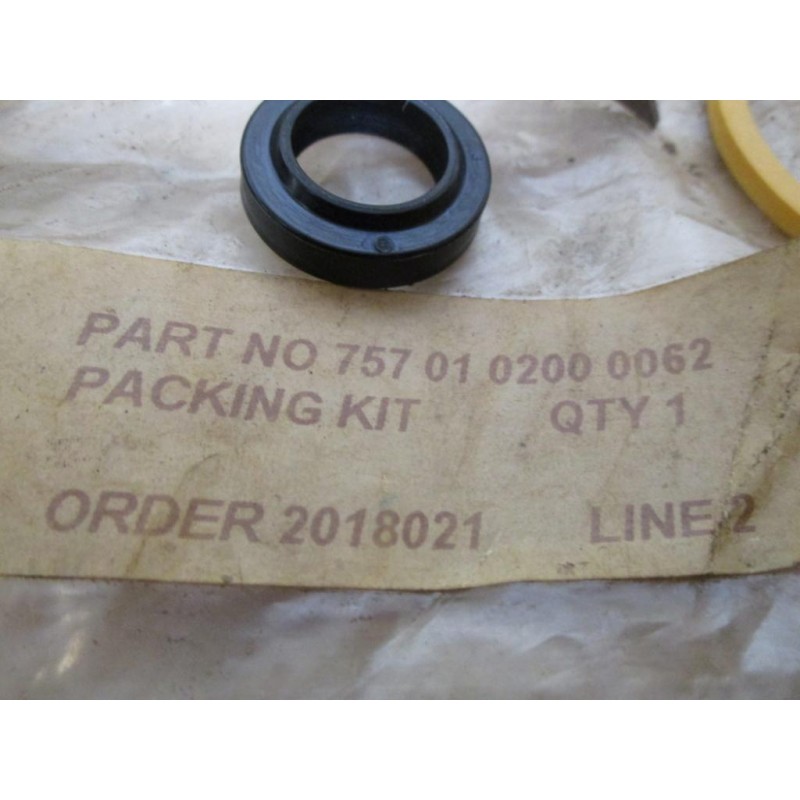 PART NO 757 01 0200 0062
PACKING KIT QTY 1
ORDER 2018021 LINE 2